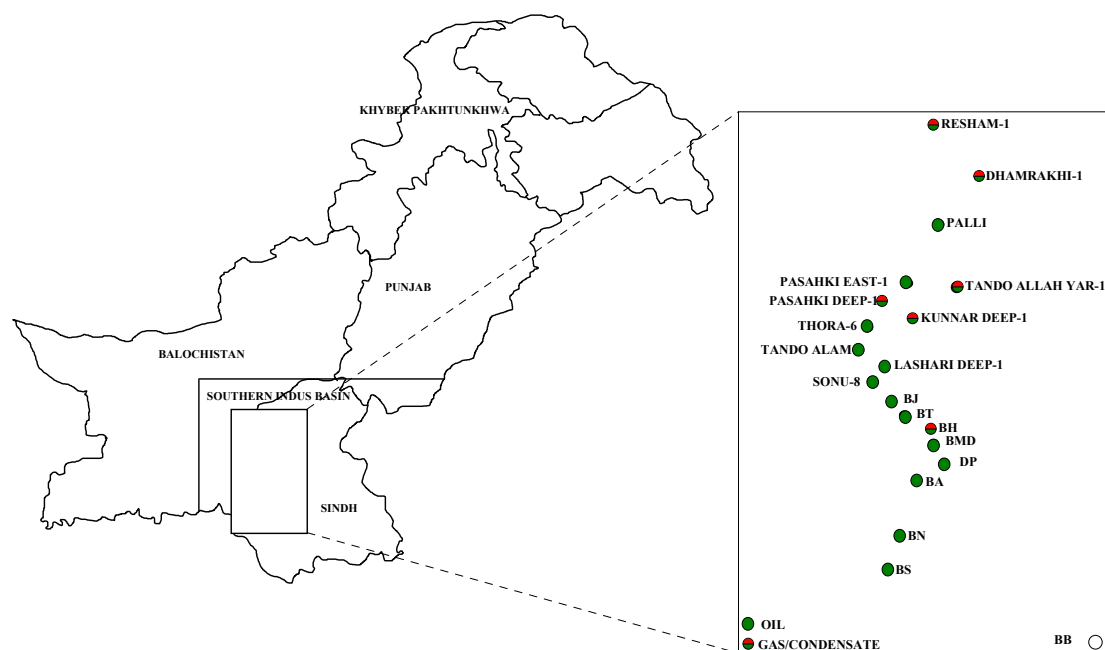 KHYBER PAKHTUNKHWA
PUNJAB
BALOCHISTAN
SOUTHERN INDUS BASIN
SINDH
RESHAM-1
DHAMRAKHI-1
PALLI
PASAHKI EAST-1
TANDO ALLAH YAR-1
PASAHKI DEEP-1
KUNNAR DEEP-1
THORA-6
TANDO ALAM
LASHARI DEEP-1
SONU-8
BJ
BT
BH
BMD
DP
BA
BN
BS
OIL
GAS/CONDENSATE
BB